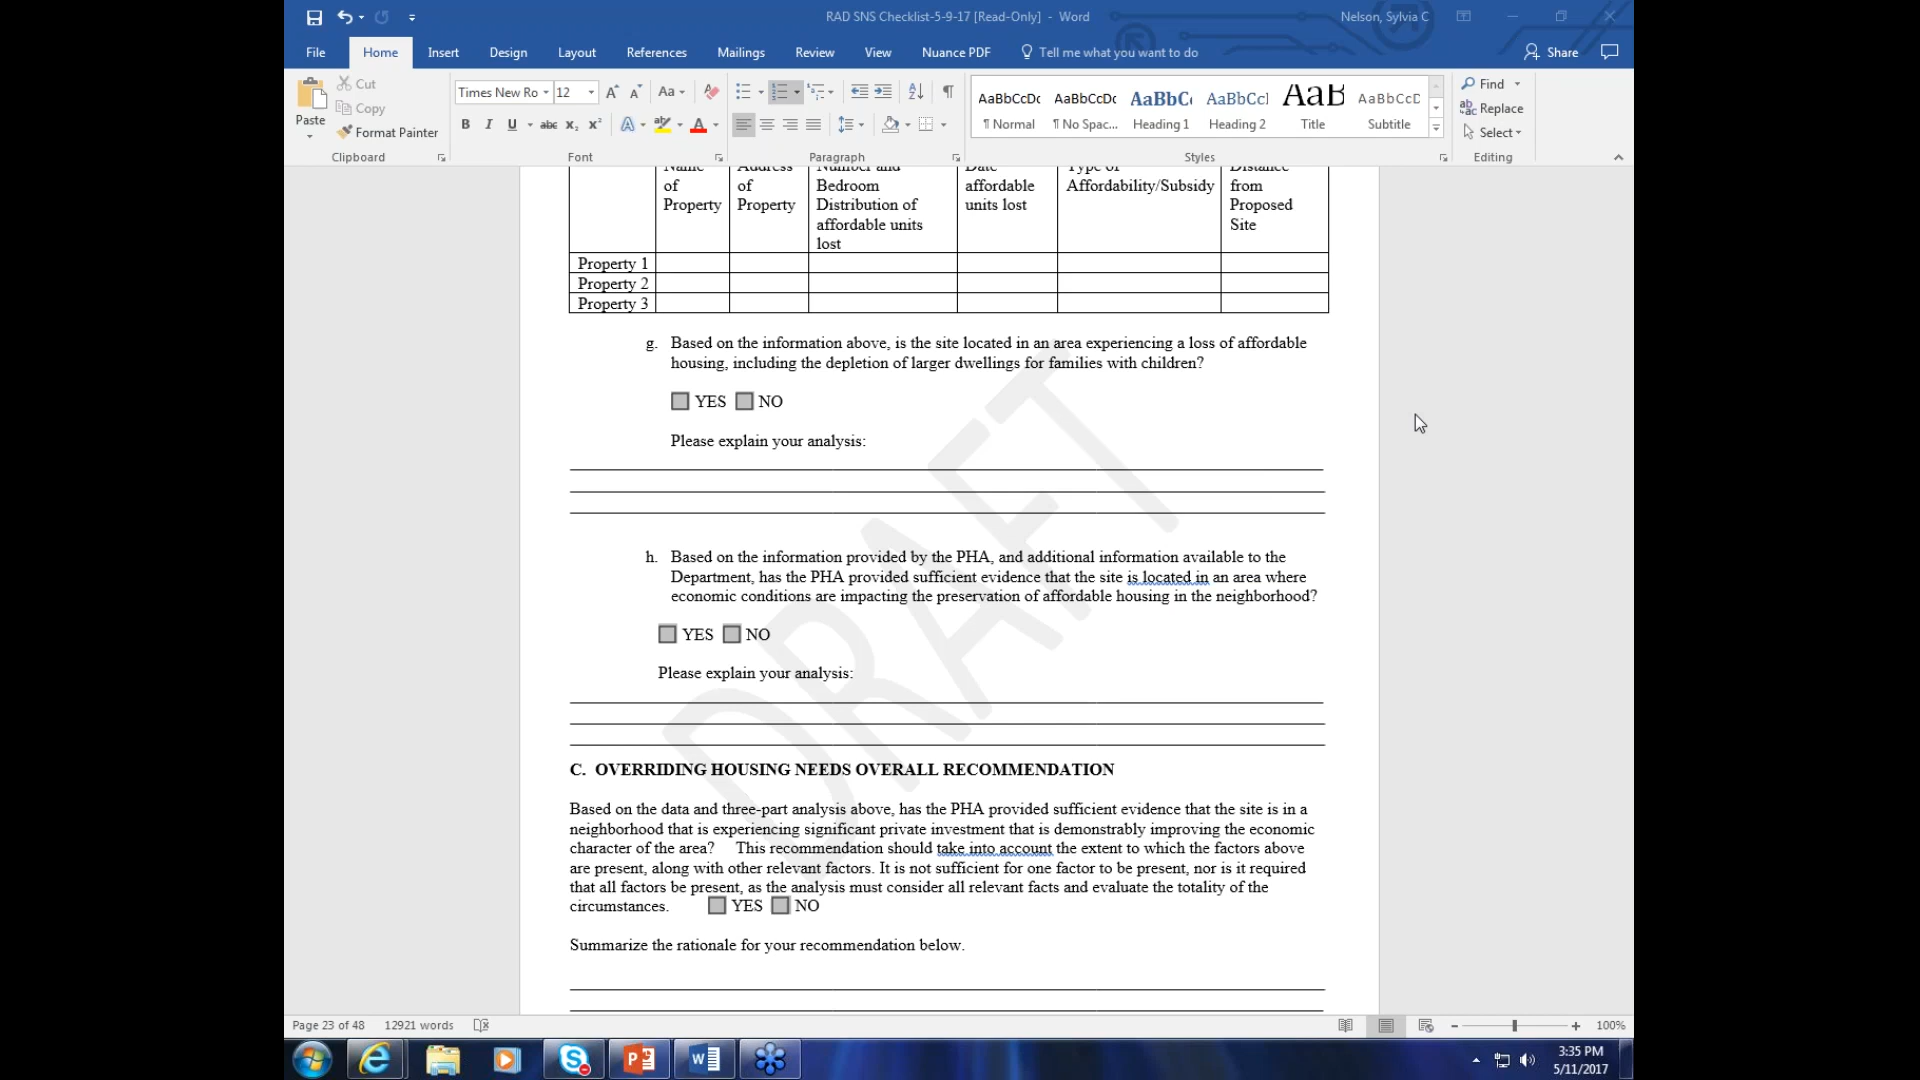 RAD SNS Checklist-5-9-17 [Read-Only] - Word
Nelson, Sylvia C
File Home Insert Design Layout References Mailings Review View Nuance PDF Tell me what you want to do Share
Paste
Cut
Copy
Format Painter
Clipboard
Times New Ro 12
Font
Paragraph
AaBbCcDc AaBbCcDc AaBbC AaBbCcI AaB AaBbCcD
¶ Normal ¶ No Spac... Heading 1 Heading 2 Title Subtitle
Styles
Find
Replace
Select
Editing
Name of Property
Address of Property
Number and Bedroom Distribution of affordable units lost
Date affordable units lost
Type of Affordability/Subsidy
Distance from Proposed Site
Property 1
Property 2
Property 3
g. Based on the information above, is the site located in an area experiencing a loss of affordable
housing, including the depletion of larger dwellings for families with children?
YES NO
Please explain your analysis:
h. Based on the information provided by the PHA, and additional information available to the
Department, has the PHA provided sufficient evidence that the site is located in an area where
economic conditions are impacting the preservation of affordable housing in the neighborhood?
YES NO
Please explain your analysis:
C. OVERRIDING HOUSING NEEDS OVERALL RECOMMENDATION
Based on the data and three-part analysis above, has the PHA provided sufficient evidence that the site is in a
neighborhood that is experiencing significant private investment that is demonstrably improving the economic
character of the area? This recommendation should take into account the extent to which the factors above
are present, along with other relevant factors. It is not sufficient for one factor to be present, nor is it required
that all factors be present, as the analysis must consider all relevant facts and evaluate the totality of the
circumstances. YES NO
Summarize the rationale for your recommendation below.
DRAFT
Page 23 of 48 12921 words
100%
3:35 PM
5/11/2017